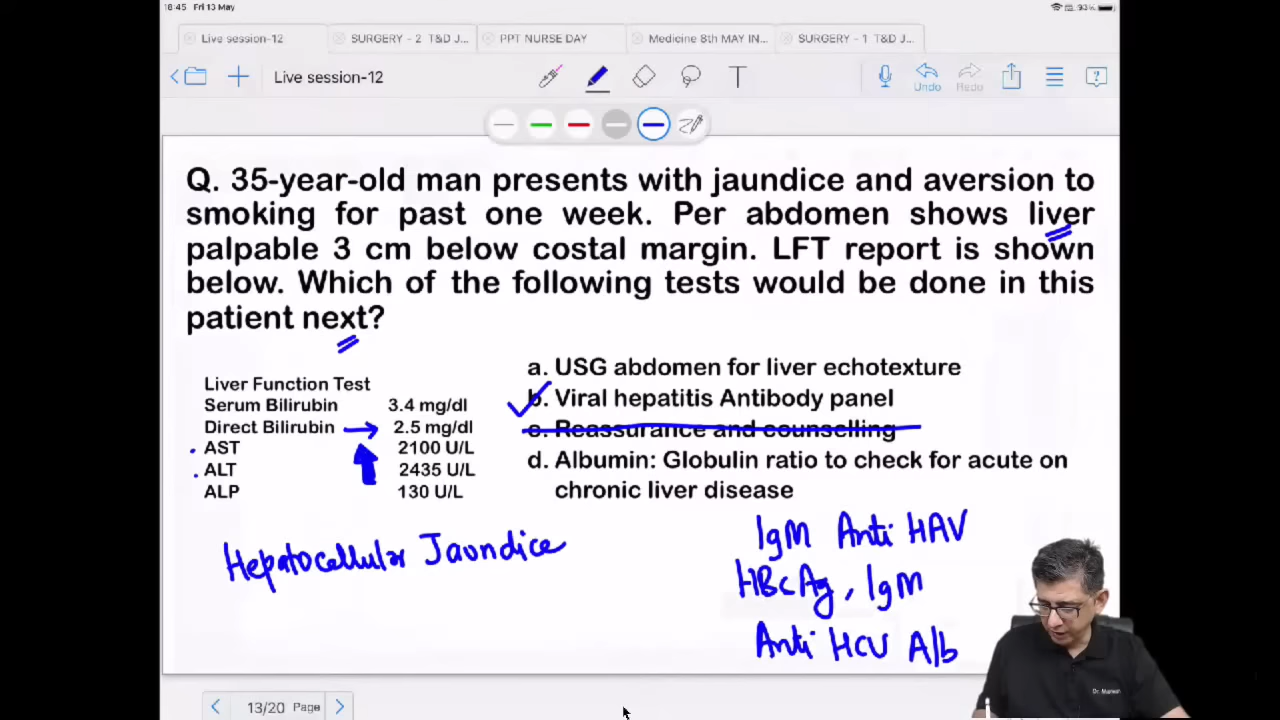 18:45 Fri 13 May
93%
Live session-12
SURGERY - 2 T&D J...
PPT NURSE DAY
Medicine 8th MAY IN...
SURGERY - 1 T&D J...
Live session-12
T
Undo
Redo
Q. 35-year-old man presents with jaundice and aversion to
smoking for past one week. Per abdomen shows liver
palpable 3 cm below costal margin. LFT report is shown
below. Which of the following tests would be done in this
patient next?
Liver Function Test
Serum Bilirubin 3.4 mg/dl
Direct Bilirubin 2.5 mg/dl
AST 2100 U/L
ALT 2435 U/L
ALP 130 U/L
a. USG abdomen for liver echotexture
b. Viral hepatitis Antibody panel
c. Reassurance and counselling
d. Albumin: Globulin ratio to check for acute on
chronic liver disease
Hepatocellular Jaundice
IgM Anti HAV
HBcAg, IgM
Anti HCV A/b
13/20 Page